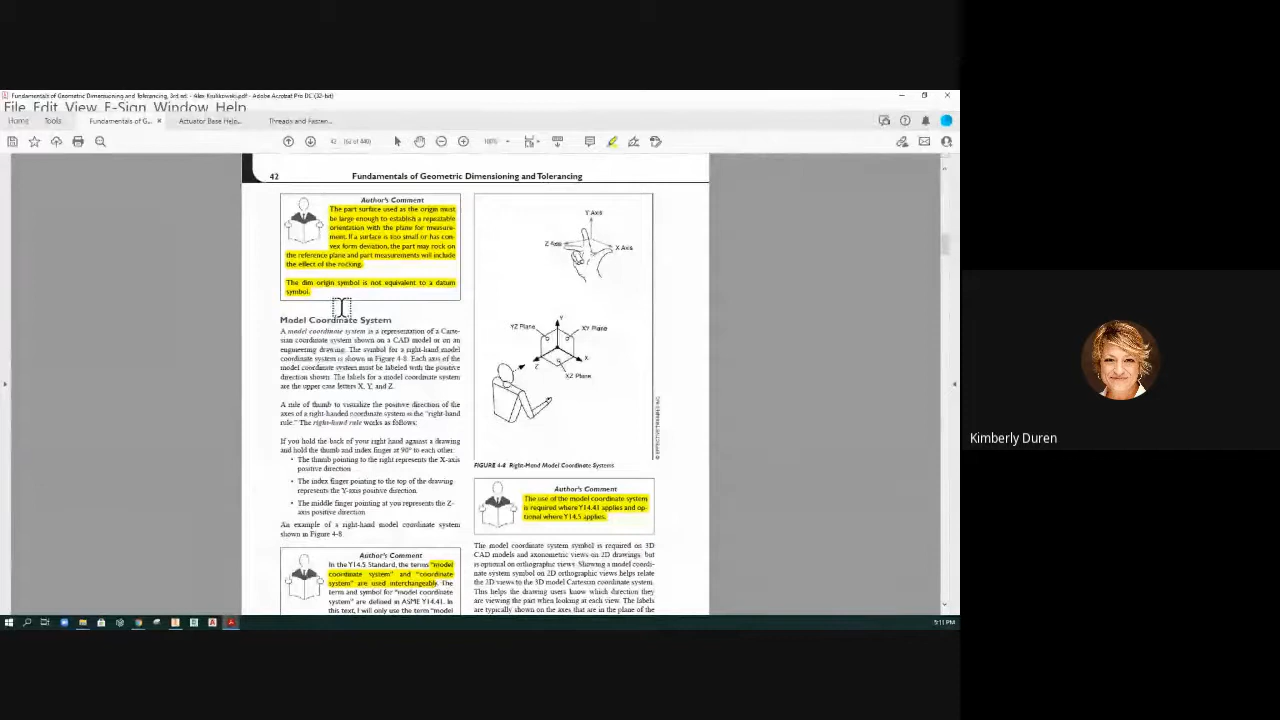 Fundamentals of Geometric Dimensioning and Tolerancing, 3rd ed. - Alex Krulikowski.pdf - Adobe Acrobat Pro DC (32-bit)
File Edit View E-Sign Window Help
Home Tools Fundamentals of G... × Actuator Base Help... Threads and Fasten...
42 (62 of 440)
42 Fundamentals of Geometric Dimensioning and Tolerancing
Author's Comment
The part surface used as the origin must
be large enough to establish a repeatable
orientation with the plane for measure-
ment. If a surface is too small or has con-
vex form deviation, the part may rock on
the reference plane and part measurements will include
the effect of the rocking.
The dim origin symbol is not equivalent to a datum
symbol.
Model Coordinate System
A model coordinate system is a representation of a Carte-
sian coordinate system shown on a CAD model or on an
engineering drawing. The symbol for a right-hand model
coordinate system is shown in Figure 4-8. Each axis of the
model coordinate system must be labeled with the positive
direction shown. The labels for a model coordinate system
are the upper case letters X, Y, and Z.
A rule of thumb to visualize the positive direction of the
axes of a right-handed coordinate system is the "right-hand
rule." The right-hand rule works as follows:
If you hold the back of your right hand against a drawing
and hold the thumb and index finger at 90° to each other:
• The thumb pointing to the right represents the X-axis
positive direction
• The index finger pointing to the top of the drawing
represents the Y-axis positive direction.
• The middle finger pointing at you represents the Z-
axis positive direction
An example of a right-hand model coordinate system
shown in Figure 4-8
Author's Comment
In the Y14.5 Standard, the terms "model
coordinate system" and "coordinate
system" are used interchangeably. The
term and symbol for "model coordinate
system" are defined in ASME Y14.41. In
this text, I will only use the term "model
Y Axis
Z Axis
X Axis
Y
YZ Plane
XY Plane
X
Z
XZ Plane
© EFFECTIVE TRAINING INC.
FIGURE 4-8 Right-Hand Model Coordinate Systems
Author's Comment
The use of the model coordinate system
is required where Y14.41 applies and op-
tional where Y14.5 applies.
The model coordinate system symbol is required on 3D
CAD models and axonometric views on 2D drawings, but
is optional on orthographic views. Showing a model coordi-
nate system symbol on 2D orthographic views helps relate
the 2D views to the 3D model Cartesian coordinate system.
This helps the drawing users know which direction they
are viewing the part when looking at each view. The labels
are typically shown on the axes that are in the plane of the
5:11 PM
Kimberly Duren